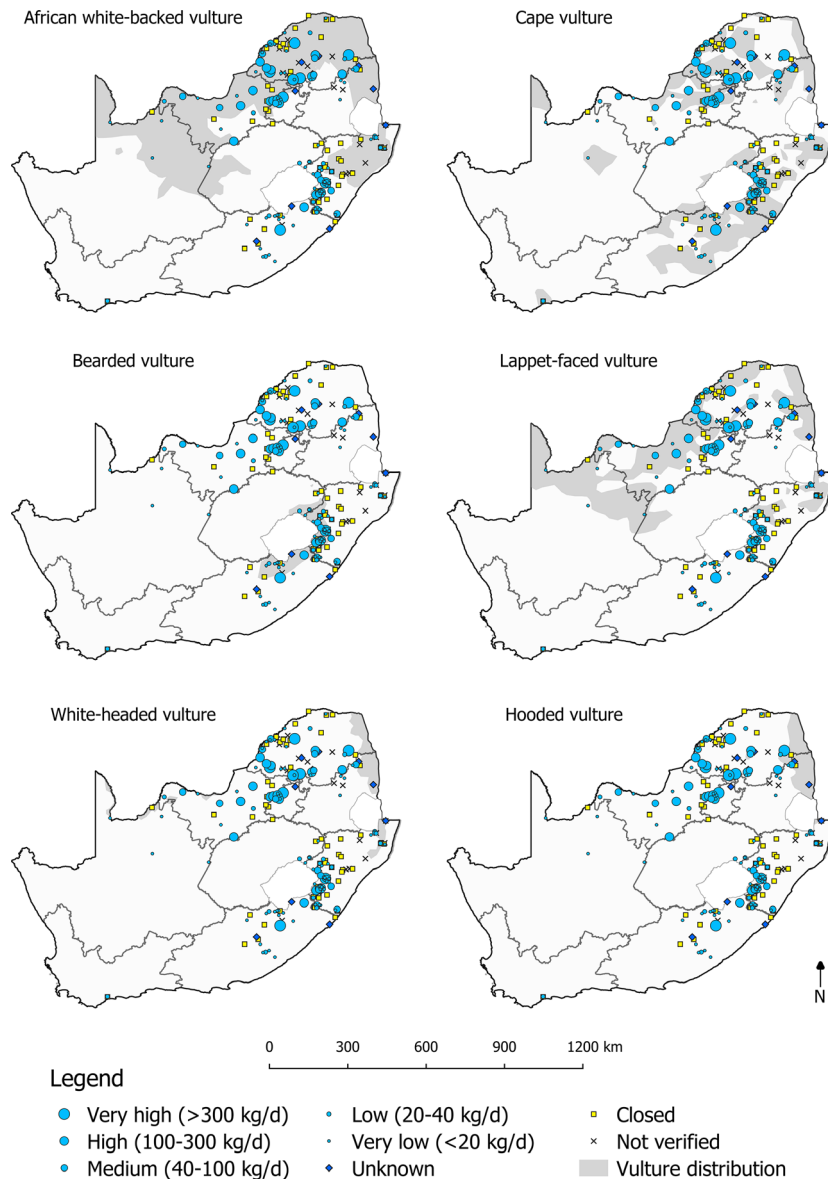 African white-backed vulture
Cape vulture
Bearded vulture
Lappet-faced vulture
White-headed vulture
Hooded vulture
N
0 300 600 1200 km
Legend
Very high (>300 kg/d)
High (100-300 kg/d)
Medium (40-100 kg/d)
Low (20-40 kg/d)
Very low (<20 kg/d)
Unknown
Closed
Not verified
Vulture distribution